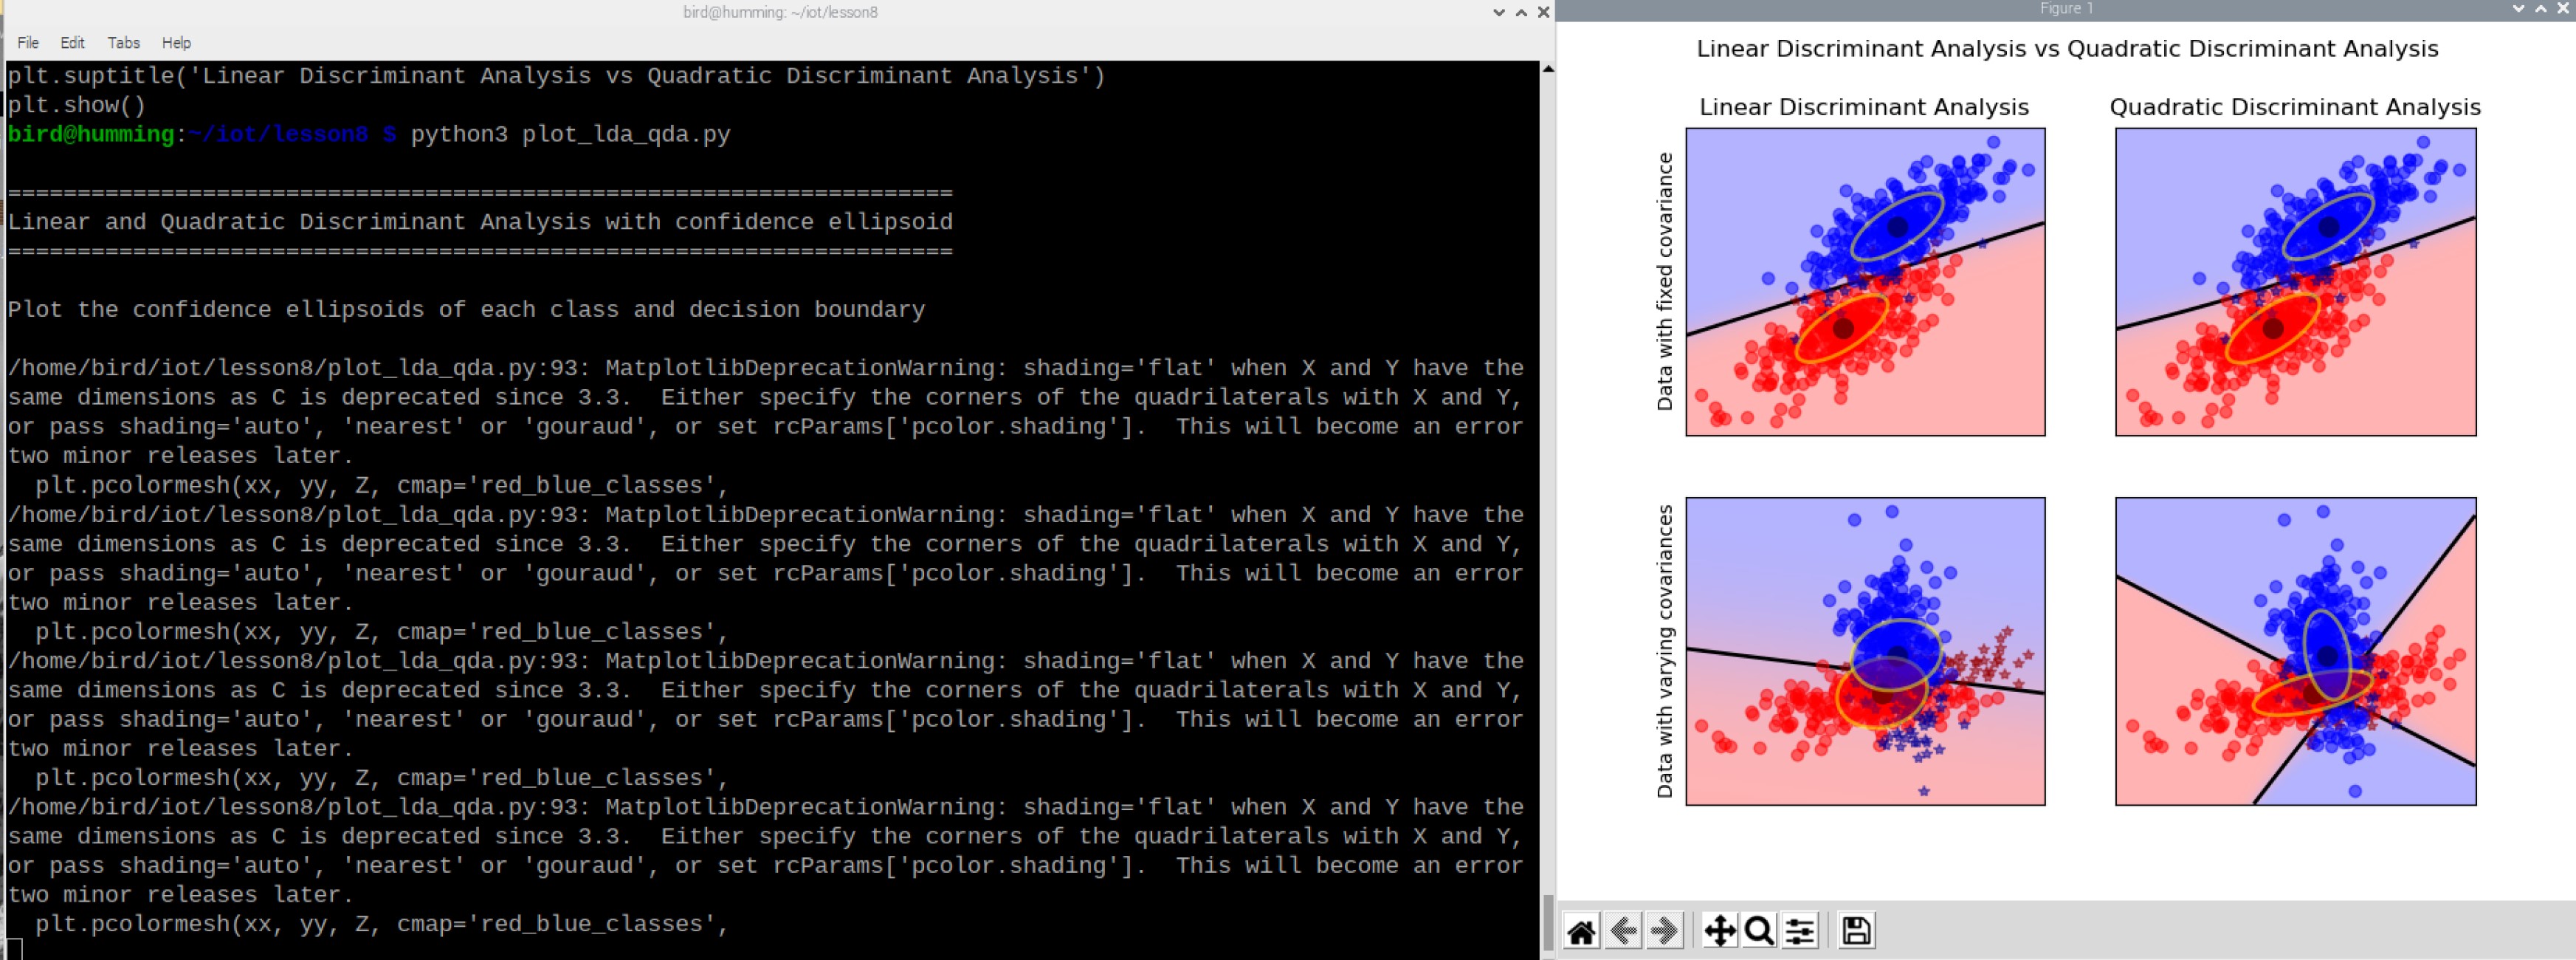 bird@humming: ~/iot/lesson8
File Edit Tabs Help
plt.suptitle('Linear Discriminant Analysis vs Quadratic Discriminant Analysis')
plt.show()
bird@humming:~/iot/lesson8 $ python3 plot_lda_qda.py
====================================================================
Linear and Quadratic Discriminant Analysis with confidence ellipsoid
====================================================================
Plot the confidence ellipsoids of each class and decision boundary
/home/bird/iot/lesson8/plot_lda_qda.py:93: MatplotlibDeprecationWarning: shading='flat' when X and Y have the
same dimensions as C is deprecated since 3.3.  Either specify the corners of the quadrilaterals with X and Y,
or pass shading='auto', 'nearest' or 'gouraud', or set rcParams['pcolor.shading'].  This will become an error
two minor releases later.
  plt.pcolormesh(xx, yy, Z, cmap='red_blue_classes',
/home/bird/iot/lesson8/plot_lda_qda.py:93: MatplotlibDeprecationWarning: shading='flat' when X and Y have the
same dimensions as C is deprecated since 3.3.  Either specify the corners of the quadrilaterals with X and Y,
or pass shading='auto', 'nearest' or 'gouraud', or set rcParams['pcolor.shading'].  This will become an error
two minor releases later.
  plt.pcolormesh(xx, yy, Z, cmap='red_blue_classes',
/home/bird/iot/lesson8/plot_lda_qda.py:93: MatplotlibDeprecationWarning: shading='flat' when X and Y have the
same dimensions as C is deprecated since 3.3.  Either specify the corners of the quadrilaterals with X and Y,
or pass shading='auto', 'nearest' or 'gouraud', or set rcParams['pcolor.shading'].  This will become an error
two minor releases later.
  plt.pcolormesh(xx, yy, Z, cmap='red_blue_classes',
/home/bird/iot/lesson8/plot_lda_qda.py:93: MatplotlibDeprecationWarning: shading='flat' when X and Y have the
same dimensions as C is deprecated since 3.3.  Either specify the corners of the quadrilaterals with X and Y,
or pass shading='auto', 'nearest' or 'gouraud', or set rcParams['pcolor.shading'].  This will become an error
two minor releases later.
  plt.pcolormesh(xx, yy, Z, cmap='red_blue_classes',
Figure 1
Linear Discriminant Analysis vs Quadratic Discriminant Analysis
Linear Discriminant Analysis
Quadratic Discriminant Analysis
Data with fixed covariance
Data with varying covariances